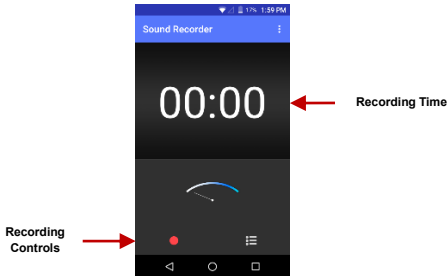 17% 1:59 PM
Sound Recorder
00:00
Recording Time
Recording
Controls